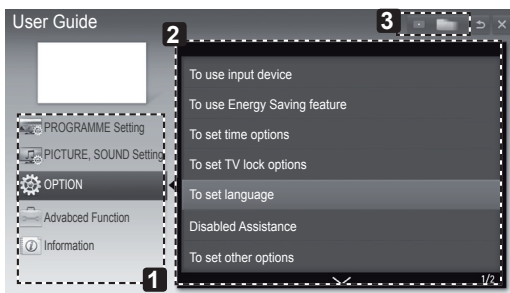 User Guide
3
2
To use input device
To use Energy Saving feature
PROGRAMME Setting
To set time options
PICTURE, SOUND Setting
To set TV lock options
OPTION
To set language
Advabced Function
Disabled Assistance
Information
To set other options
1
1/2